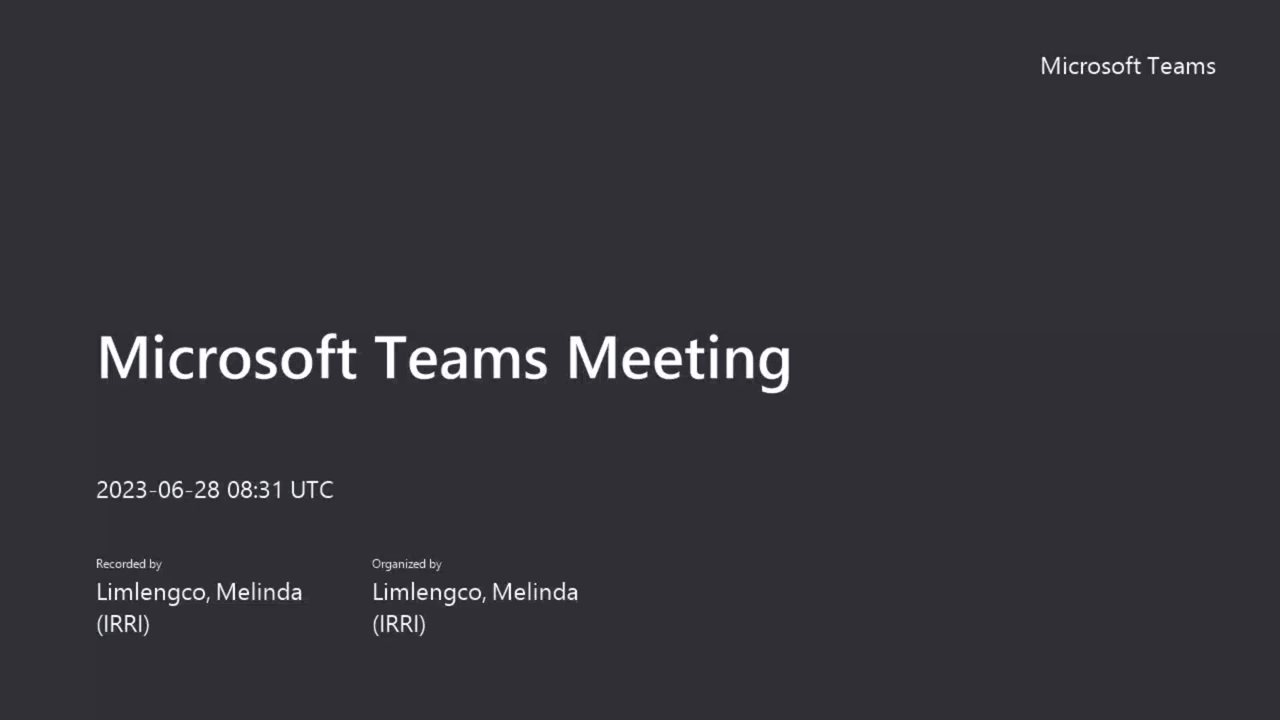 Microsoft Teams
Microsoft Teams Meeting
2023-06-28 08:31 UTC
Recorded by
Limlengco, Melinda
(IRRI)
Organized by
Limlengco, Melinda
(IRRI)